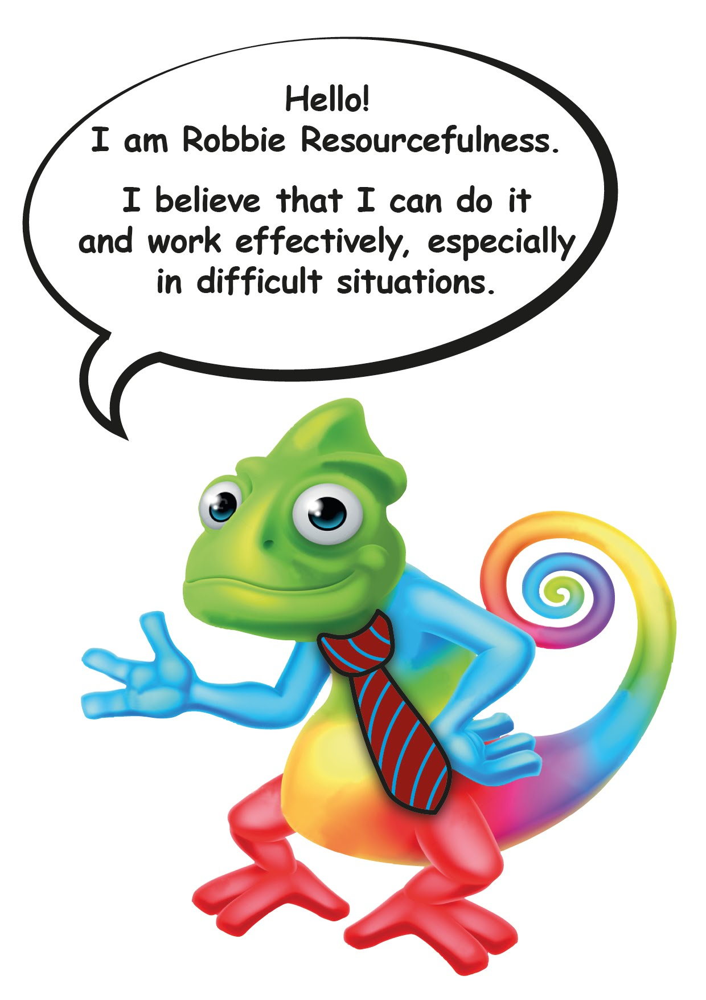 Hello!
I am Robbie Resourcefulness.
I believe that I can do it
and work effectively, especially
in difficult situations.